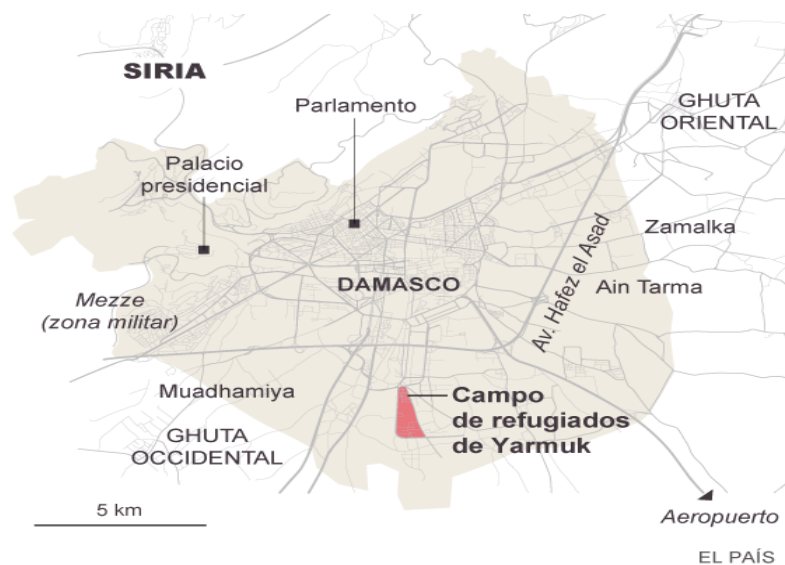 SIRIA
Parlamento
Palacio
presidencial
GHUTA
ORIENTAL
Zamalka
Av. Hafez el Asad
DAMASCO
Ain Tarma
Mezze
(zona militar)
Muadhamiya
Campo
de refugiados
de Yarmuk
GHUTA
OCCIDENTAL
5 km
Aeropuerto
EL PAÍS